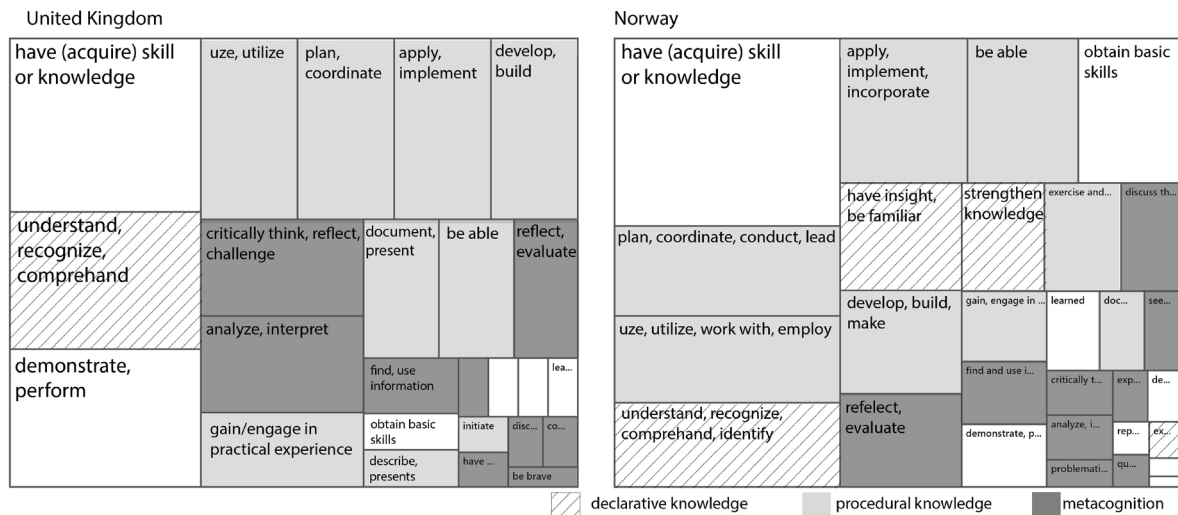 United Kingdom
have (acquire) skill
or knowledge
understand,
recognize,
comprehand
demonstrate,
perform
uze, utilize
plan,
coordinate
apply,
implement
develop,
build
critically think, reflect,
challenge
analyze, interpret
gain/engage in
practical experience
document,
present
be able
reflect,
evaluate
find, use
information
lea...
obtain basic
skills
describe,
presents
initiate
have ...
disc...
co...
be brave
Norway
have (acquire) skill
or knowledge
plan, coordinate, conduct, lead
uze, utilize, work with, employ
understand, recognize,
comprehand, identify
apply,
implement,
incorporate
be able
obtain basic
skills
have insight,
be familiar
strengthen
knowledge
exercise and...
discuss th...
develop, build,
make
refelect,
evaluate
gain, engage in ...
learned
doc...
see...
find and use i...
demonstrate, p...
critically t...
exp...
de...
analyze, i...
rep...
ex...
problemati...
qu...
declarative knowledge
procedural knowledge
metacognition